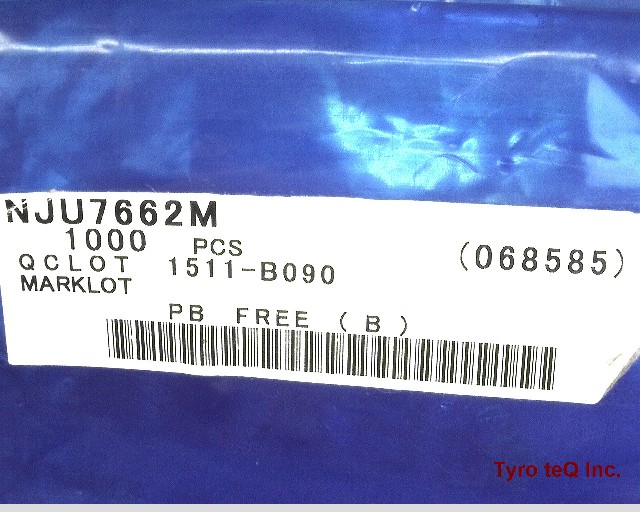 NJU7662M
1000 PCS
(068585)
QCLOT 1511-B090
MARKLOT
PB FREE (B)
Tyro teQ Inc.